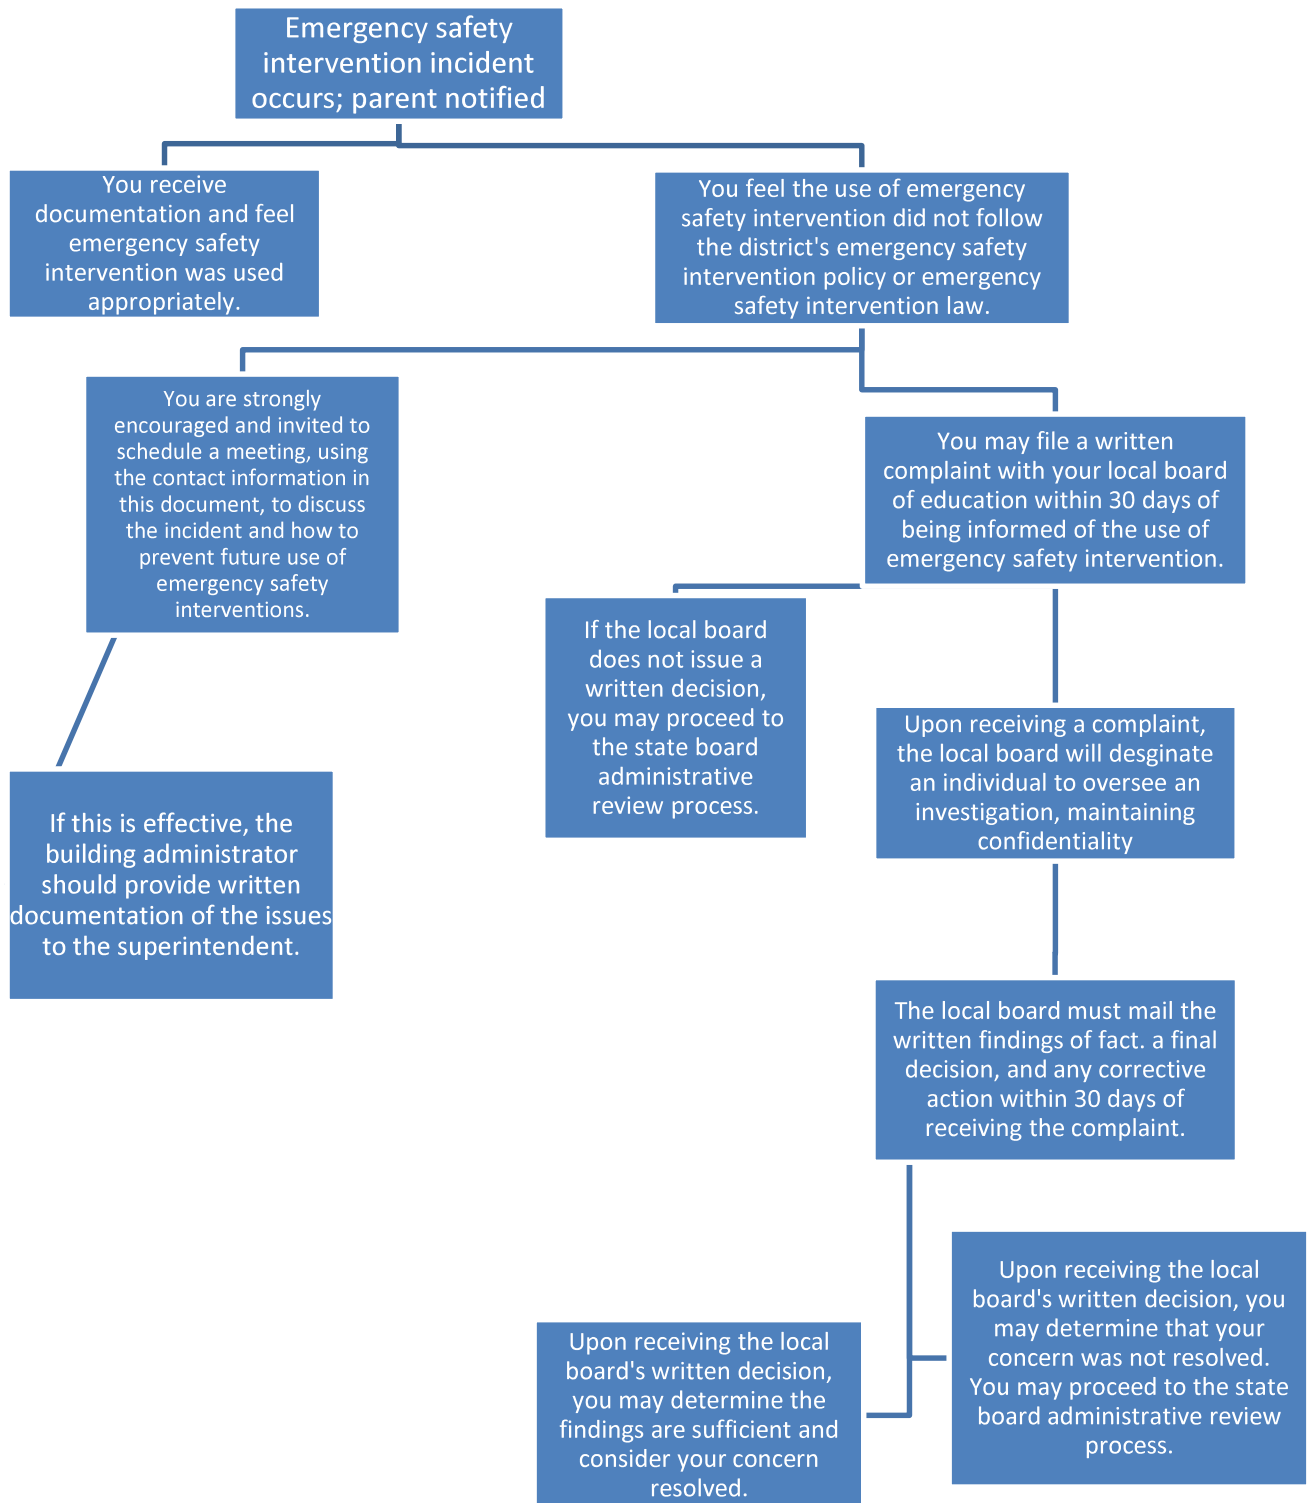 Emergency safety
intervention incident
occurs; parent notified
You receive
documentation and feel
emergency safety
intervention was used
appropriately.
You feel the use of emergency
safety intervention did not follow
the district's emergency safety
intervention policy or emergency
safety intervention law.
You are strongly
encouraged and invited to
schedule a meeting, using
the contact information in
this document, to discuss
the incident and how to
prevent future use of
emergency safety
interventions.
If this is effective, the
building administrator
should provide written
documentation of the issues
to the superintendent.
You may file a written
complaint with your local board
of education within 30 days of
being informed of the use of
emergency safety intervention.
If the local board
does not issue a
written decision,
you may proceed to
the state board
administrative
review process.
Upon receiving a complaint,
the local board will desginate
an individual to oversee an
investigation, maintaining
confidentiality
The local board must mail the
written findings of fact. a final
decision, and any corrective
action within 30 days of
receiving the complaint.
Upon receiving the local
board's written decision,
you may determine the
findings are sufficient and
consider your concern
resolved.
Upon receiving the local
board's written decision, you
may determine that your
concern was not resolved.
You may proceed to the state
board administrative review
process.